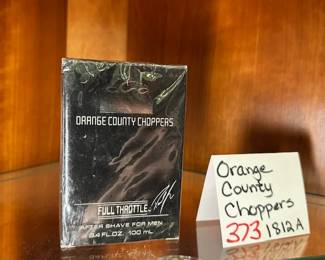 ORANGE COUNTY CHOPPERS
FULL THROTTLE
AFTER SHAVE FOR MEN
3.4 FL.OZ. 100 mL
Orange
County
Choppers
373 1812A